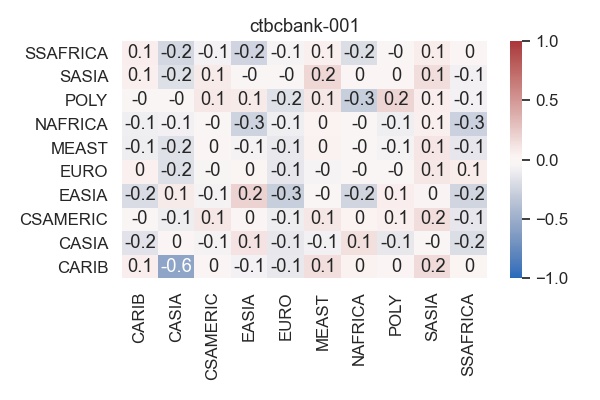 ctbcbank-001
SSAFRICA 0.1 -0.2 -0.1 -0.2 -0.1 0.1 -0.2 -0 0.1 0
SASIA 0.1 -0.2 0.1 -0 -0 0.2 0 0 0.1 -0.1
POLY -0 -0 0.1 0.1 -0.2 0.1 -0.3 0.2 0.1 -0.1
NAFRICA -0.1 -0.1 -0 -0.3 -0.1 0 -0 -0.1 0.1 -0.3
MEAST -0.1 -0.2 0 -0.1 -0.1 0 -0 -0.1 0.1 -0.1
EURO 0 -0.2 -0 0 -0.1 0 -0 -0 0.1 0.1
EASIA -0.2 0.1 -0.1 0.2 -0.3 -0 -0.2 0.1 0 -0.2
CSAMERIC -0 -0.1 0.1 0 -0.1 0.1 0 0.1 0.2 -0.1
CASIA -0.2 0 -0.1 0.1 -0.1 -0.1 0.1 -0.1 -0 -0.2
CARIB 0.1 -0.6 0 -0.1 -0.1 0.1 0 0 0.2 0
CARIB CASIA CSAMERIC EASIA EURO MEAST NAFRICA POLY SASIA SSAFRICA
1.0
0.5
0.0
−0.5
−1.0